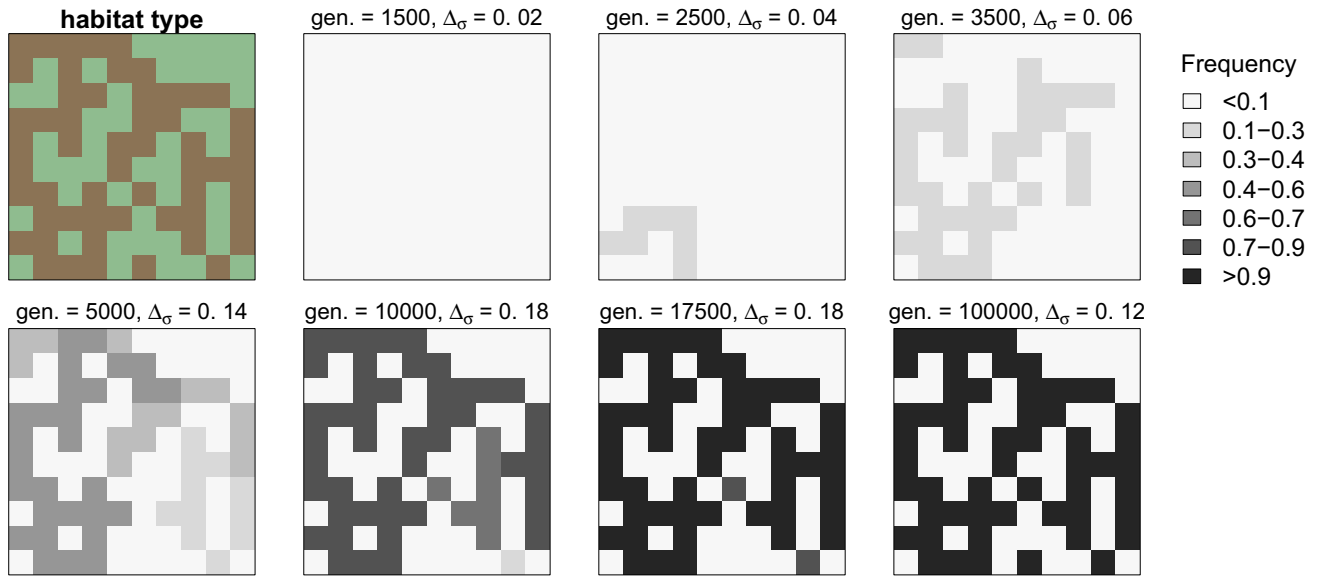 habitat type
gen. = 1500, Δσ = 0. 02
gen. = 2500, Δσ = 0. 04
gen. = 3500, Δσ = 0. 06
Frequency
<0.1
0.1−0.3
0.3−0.4
0.4−0.6
0.6−0.7
0.7−0.9
>0.9
gen. = 5000, Δσ = 0. 14
gen. = 10000, Δσ = 0. 18
gen. = 17500, Δσ = 0. 18
gen. = 100000, Δσ = 0. 12